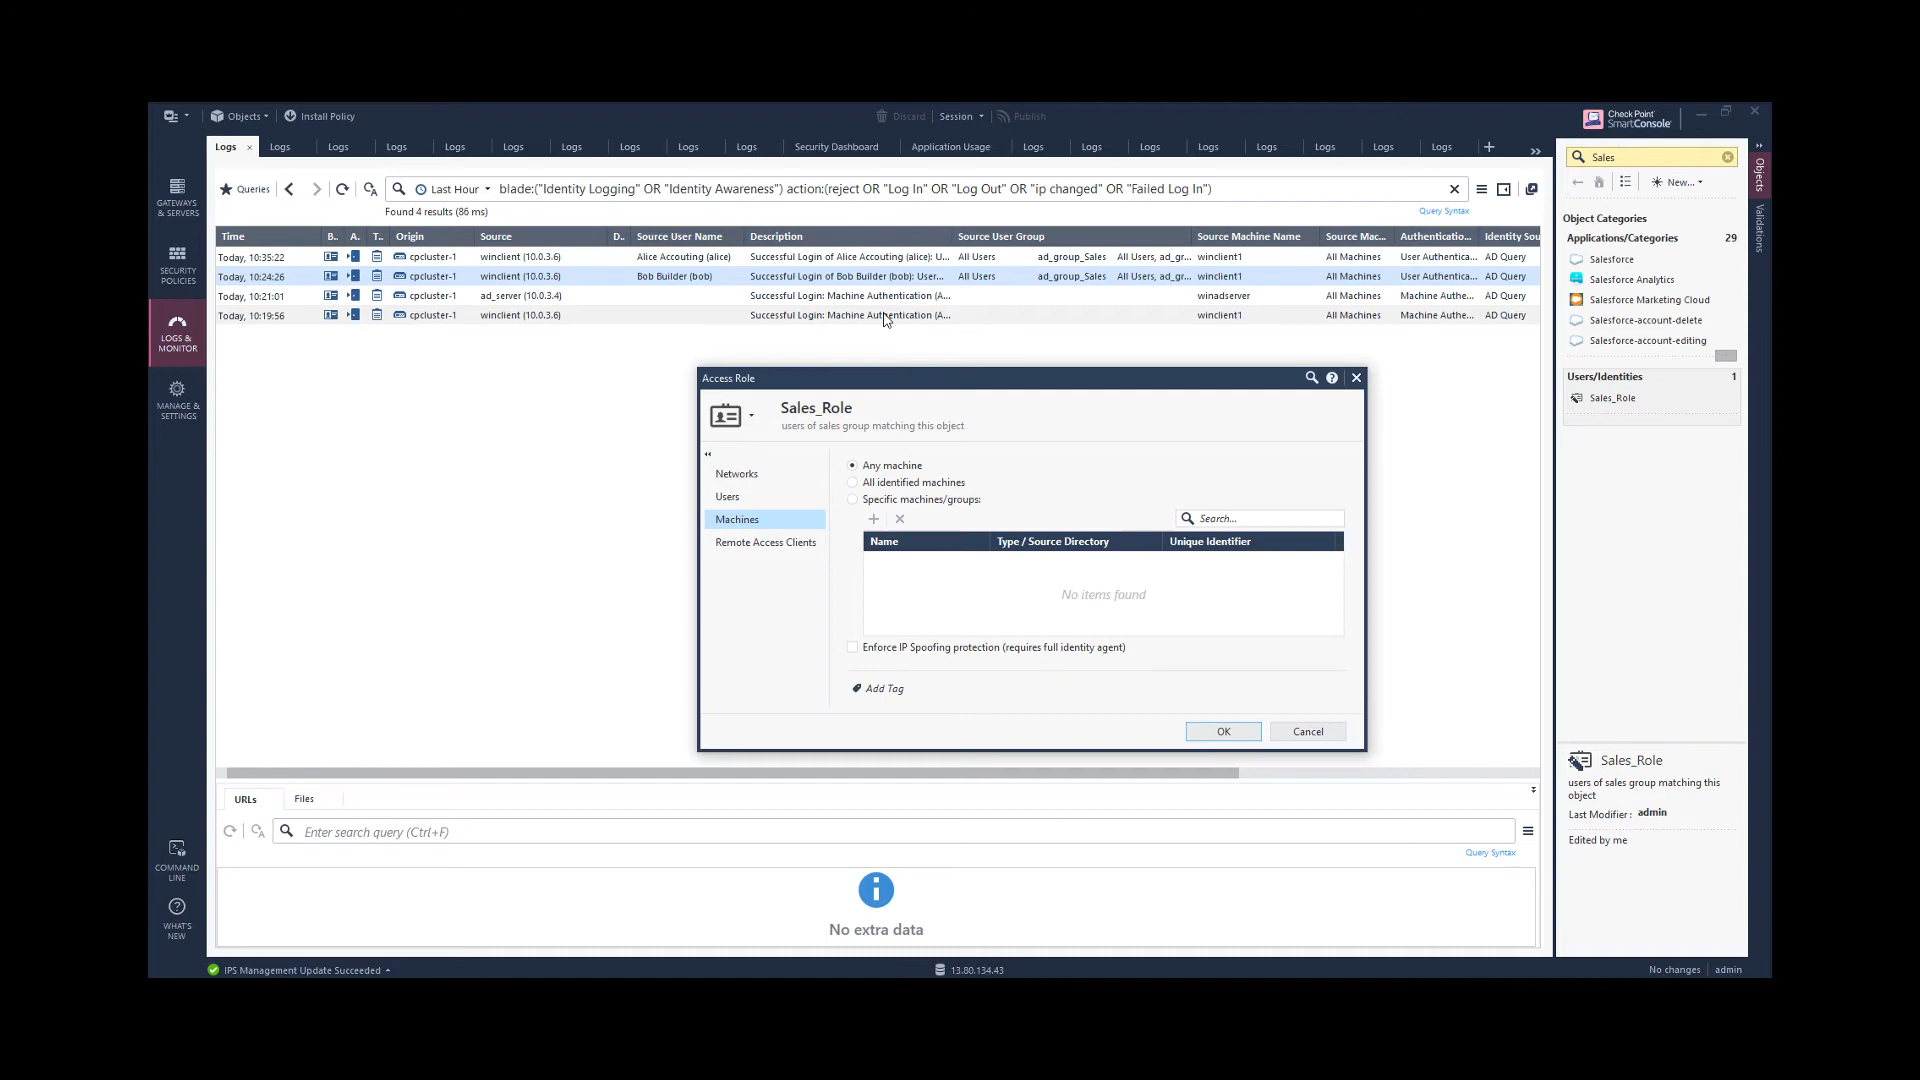 Objects
Install Policy
Discard
Session
Publish
Check Point
SmartConsole
Logs
Logs
Logs
Logs
Logs
Logs
Logs
Logs
Logs
Logs
Security Dashboard
Application Usage
Logs
Logs
Logs
Logs
Logs
Logs
Logs
Logs
GATEWAYS
& SERVERS
SECURITY
POLICIES
LOGS &
MONITOR
MANAGE &
SETTINGS
COMMAND
LINE
WHAT'S
NEW
Queries
Last Hour
blade:("Identity Logging" OR "Identity Awareness") action:(reject OR "Log In" OR "Log Out" OR "ip changed" OR "Failed Log In")
Found 4 results (86 ms)
Query Syntax
Time B.. A. T.. Origin Source D.. Source User Name Description Source User Group Source Machine Name Source Mac... Authenticatio... Identity Sou
Today, 10:35:22 cpcluster-1 winclient (10.0.3.6) Alice Accouting (alice) Successful Login of Alice Accouting (alice): U... All Users ad_group_Sales All Users, ad_gr... winclient1 All Machines User Authentica... AD Query
Today, 10:24:26 cpcluster-1 winclient (10.0.3.6) Bob Builder (bob) Successful Login of Bob Builder (bob): User... All Users ad_group_Sales All Users, ad_gr... winclient1 All Machines User Authentica... AD Query
Today, 10:21:01 cpcluster-1 ad_server (10.0.3.4) Successful Login: Machine Authentication (A... winadserver All Machines Machine Authe... AD Query
Today, 10:19:56 cpcluster-1 winclient (10.0.3.6) Successful Login: Machine Authentication (A... winclient1 All Machines Machine Authe... AD Query
Access Role
Sales_Role
users of sales group matching this object
Networks
Users
Machines
Remote Access Clients
Any machine
All identified machines
Specific machines/groups:
Search...
Name Type / Source Directory Unique Identifier
No items found
Enforce IP Spoofing protection (requires full identity agent)
Add Tag
OK
Cancel
URLs
Files
Enter search query (Ctrl+F)
Query Syntax
No extra data
Sales
New...
Object Categories
Applications/Categories 29
Salesforce
Salesforce Analytics
Salesforce Marketing Cloud
Salesforce-account-delete
Salesforce-account-editing
Users/Identities 1
Sales_Role
Objects
Validations
Sales_Role
users of sales group matching this
object
Last Modifier : admin
Edited by me
IPS Management Update Succeeded
13.80.134.43
No changes
admin